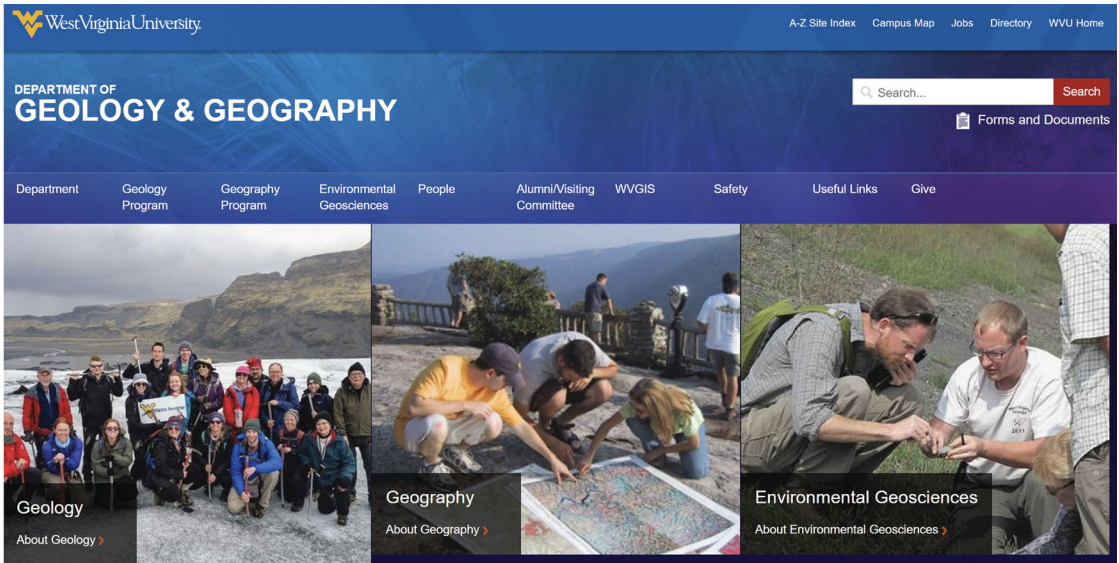 WestVirginiaUniversity.
A-Z Site Index Campus Map Jobs Directory WVU Home
DEPARTMENT OF
GEOLOGY & GEOGRAPHY
Search...
Search
Forms and Documents
Department
Geology
Program
Geography
Program
Environmental
Geosciences
People
Alumni/Visiting
Committee
WVGIS
Safety
Useful Links
Give
Geology
About Geology ›
Geography
About Geography ›
Environmental Geosciences
About Environmental Geosciences ›
2011